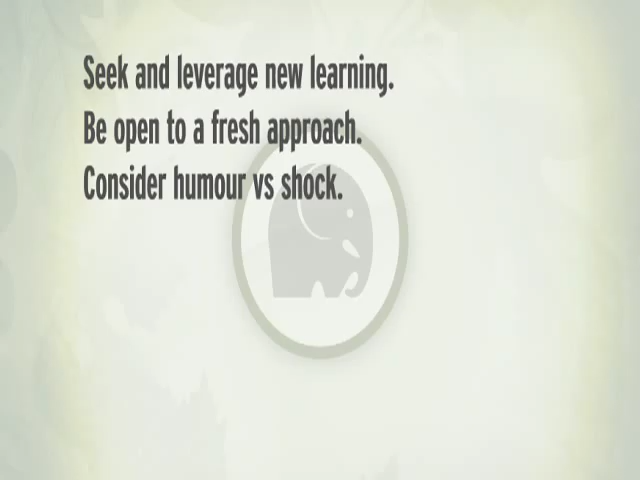 Seek and leverage new learning.
Be open to a fresh approach.
Consider humour vs shock.